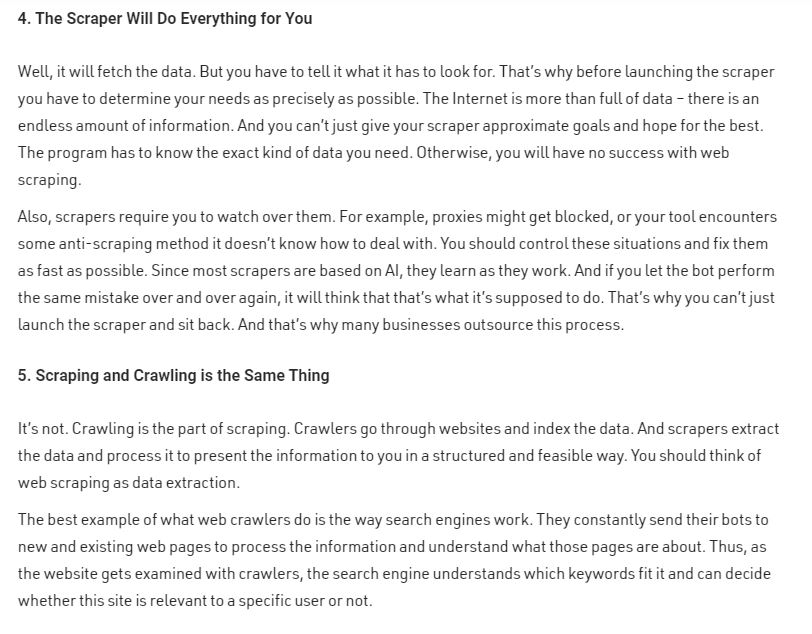 4. The Scraper Will Do Everything for You
Well, it will fetch the data. But you have to tell it what it has to look for. That's why before launching the scraper
you have to determine your needs as precisely as possible. The Internet is more than full of data – there is an
endless amount of information. And you can't just give your scraper approximate goals and hope for the best.
The program has to know the exact kind of data you need. Otherwise, you will have no success with web
scraping.
Also, scrapers require you to watch over them. For example, proxies might get blocked, or your tool encounters
some anti-scraping method it doesn't know how to deal with. You should control these situations and fix them
as fast as possible. Since most scrapers are based on AI, they learn as they work. And if you let the bot perform
the same mistake over and over again, it will think that that's what it's supposed to do. That's why you can't just
launch the scraper and sit back. And that's why many businesses outsource this process.
5. Scraping and Crawling is the Same Thing
It's not. Crawling is the part of scraping. Crawlers go through websites and index the data. And scrapers extract
the data and process it to present the information to you in a structured and feasible way. You should think of
web scraping as data extraction.
The best example of what web crawlers do is the way search engines work. They constantly send their bots to
new and existing web pages to process the information and understand what those pages are about. Thus, as
the website gets examined with crawlers, the search engine understands which keywords fit it and can decide
whether this site is relevant to a specific user or not.